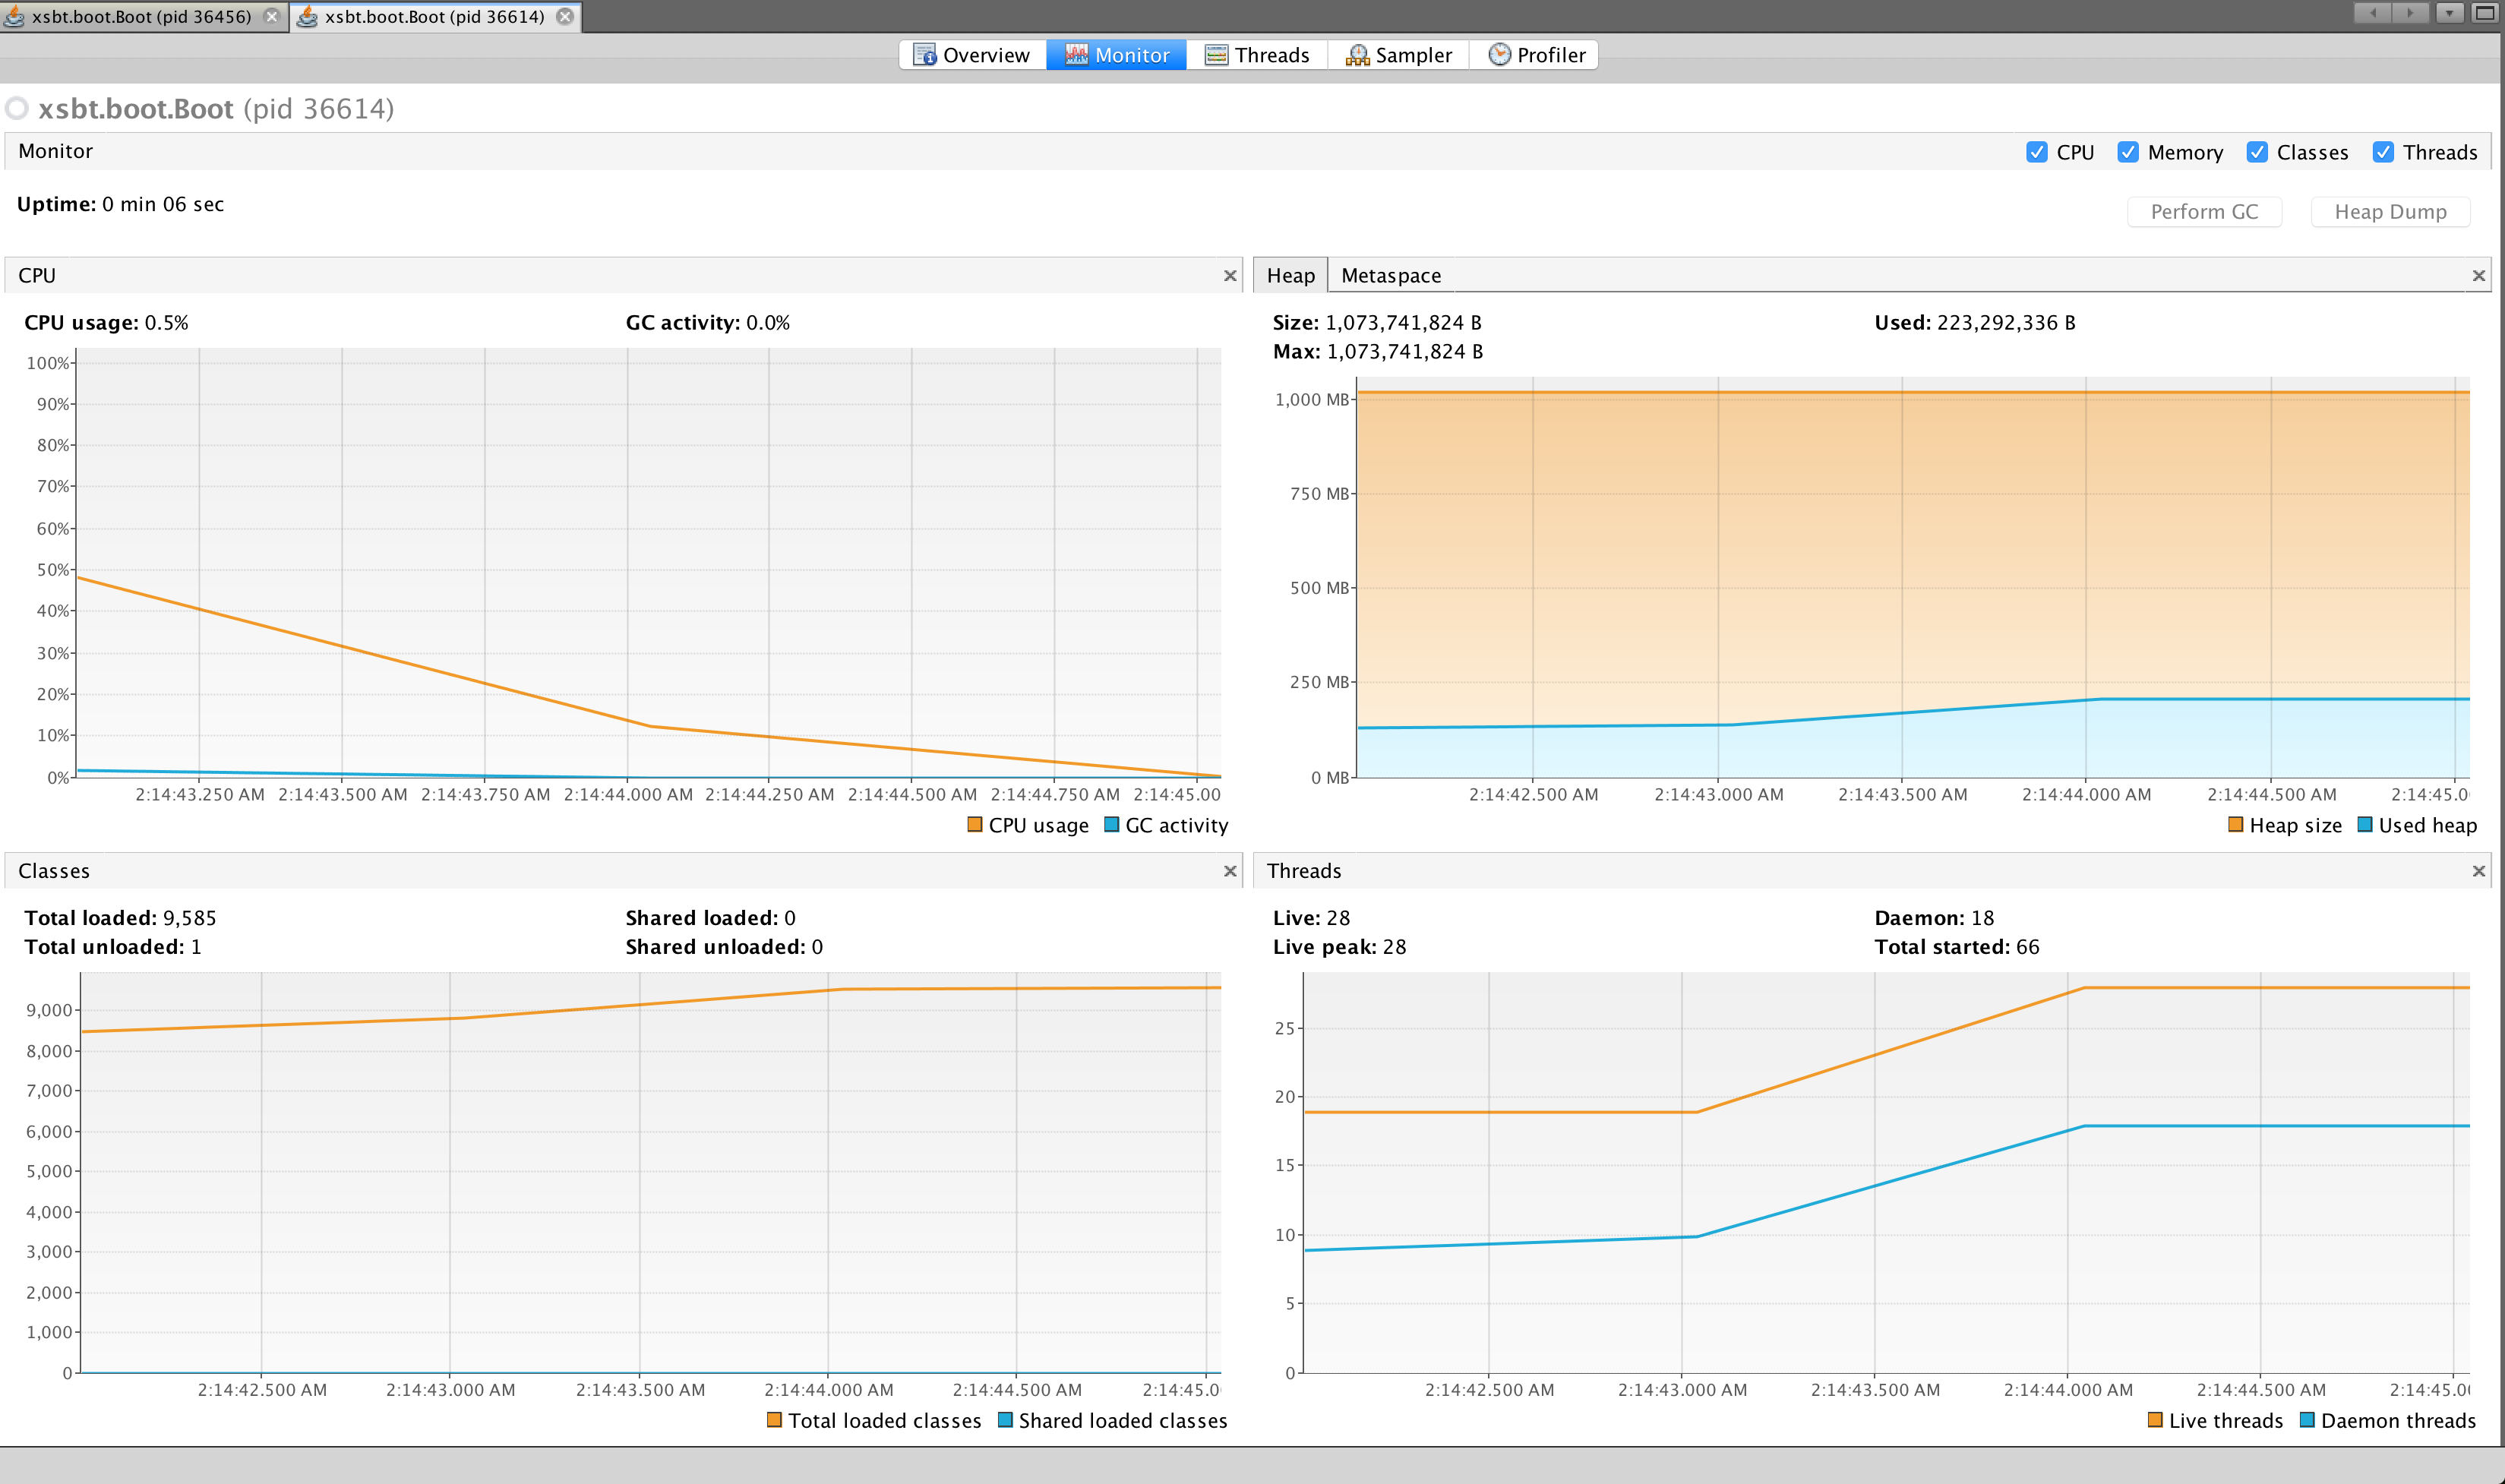 xsbt.boot.Boot (pid 36456)
xsbt.boot.Boot (pid 36614)
Overview
Monitor
Threads
Sampler
Profiler
xsbt.boot.Boot (pid 36614)
Monitor
CPU
Memory
Classes
Threads
Uptime: 0 min 06 sec
Perform GC
Heap Dump
CPU
CPU usage: 0.5%
GC activity: 0.0%
100%
90%
80%
70%
60%
50%
40%
30%
20%
10%
0%
2:14:43.250 AM
2:14:43.500 AM
2:14:43.750 AM
2:14:44.000 AM
2:14:44.250 AM
2:14:44.500 AM
2:14:44.750 AM
2:14:45.00
CPU usage
GC activity
Heap
Metaspace
Size: 1,073,741,824 B
Used: 223,292,336 B
Max: 1,073,741,824 B
1,000 MB
750 MB
500 MB
250 MB
0 MB
2:14:42.500 AM
2:14:43.000 AM
2:14:43.500 AM
2:14:44.000 AM
2:14:44.500 AM
2:14:45.0
Heap size
Used heap
Classes
Total loaded: 9,585
Shared loaded: 0
Total unloaded: 1
Shared unloaded: 0
9,000
8,000
7,000
6,000
5,000
4,000
3,000
2,000
1,000
0
2:14:42.500 AM
2:14:43.000 AM
2:14:43.500 AM
2:14:44.000 AM
2:14:44.500 AM
2:14:45.0
Total loaded classes
Shared loaded classes
Threads
Live: 28
Daemon: 18
Live peak: 28
Total started: 66
25
20
15
10
5
0
2:14:42.500 AM
2:14:43.000 AM
2:14:43.500 AM
2:14:44.000 AM
2:14:44.500 AM
2:14:45.0
Live threads
Daemon threads